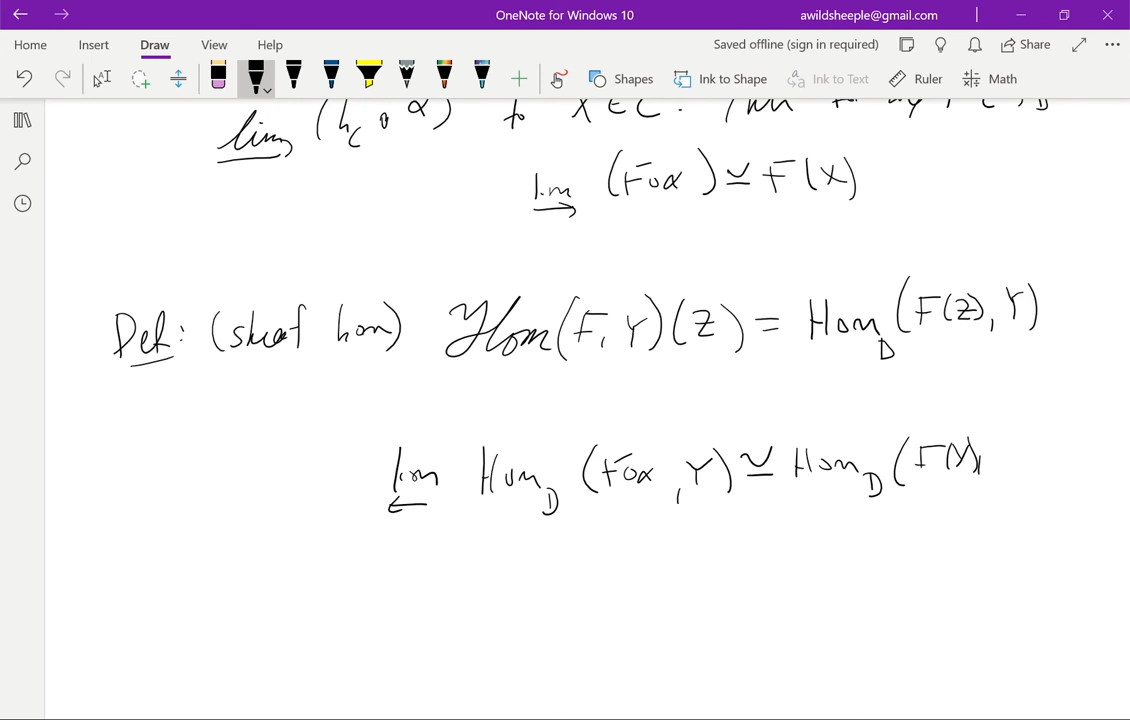 OneNote for Windows 10
awildsheeple@gmail.com
Home Insert Draw View Help
Saved offline (sign in required)
Share
Shapes
Ink to Shape
Ink to Text
Ruler
Math
lim (h_C ∘ α) to X ∈ C.
lim→ (F∘α) ≅ F(X)
Def: (sheaf hom) ℋom(F, Y)(Z) = Hom_D(F(Z), Y)
lim← Hom_D(F∘α, Y) ≅ Hom_D(F(X),